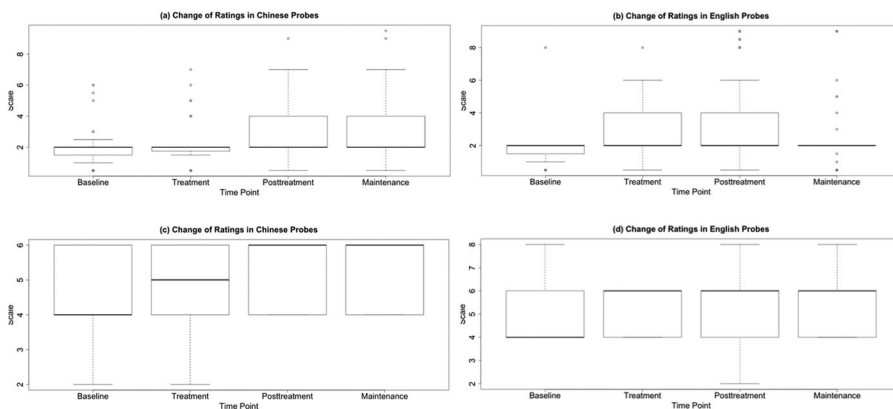 (a) Change of Ratings in Chinese Probes
8
6
4
2
Scale
Baseline Treatment Posttreatment Maintenance
Time Point
(b) Change of Ratings in English Probes
8
6
4
2
Scale
Baseline Treatment Posttreatment Maintenance
Time Point
(c) Change of Ratings in Chinese Probes
6
5
4
3
2
Scale
Baseline Treatment Posttreatment Maintenance
Time Point
(d) Change of Ratings in English Probes
8
7
6
5
4
3
2
Scale
Baseline Treatment Posttreatment Maintenance
Time Point